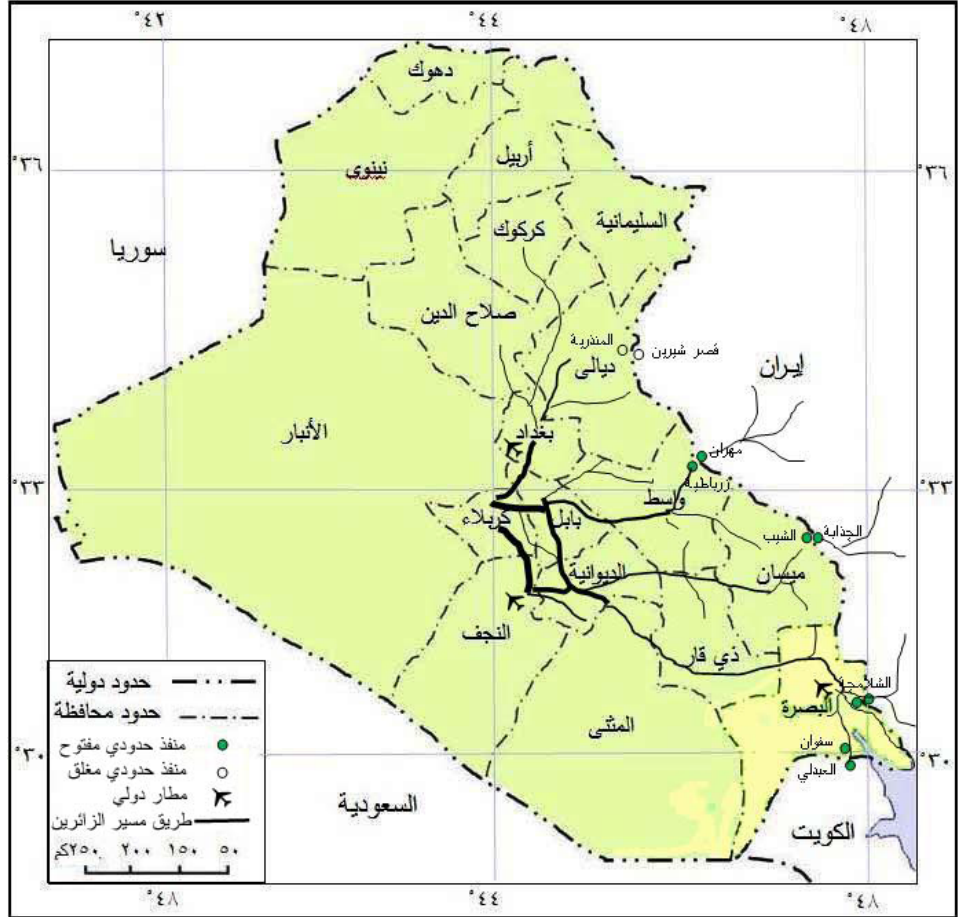 °٤٢
°٤٤
°٤٨
دهوك
°٣٦
أربيل
°٣٦
نينوى
السليمانية
كركوك
سوريا
صلاح الدين
المنذرية
قصر شيرين
ديالى
إيران
الأنبار
بغداد
مهران
زرباطية
°٣٣
°٣٣
واسط
كربلاء
بابل
الشيب
الجذابة
الديوانية
ميسان
النجف
ذي قار
الشلامجة
البصرة
المثنى
سفوان
العبدلي
°٣٠
°٣٠
السعودية
الكويت
حدود دولية
حدود محافظة
منفذ حدودي مفتوح
منفذ حدودي مغلق
مطار دولي
طريق مسير الزائرين
٥٠ ١٥٠ ٢٠٠ ٢٥٠كم
°٤٨
°٤٤
°٤٨